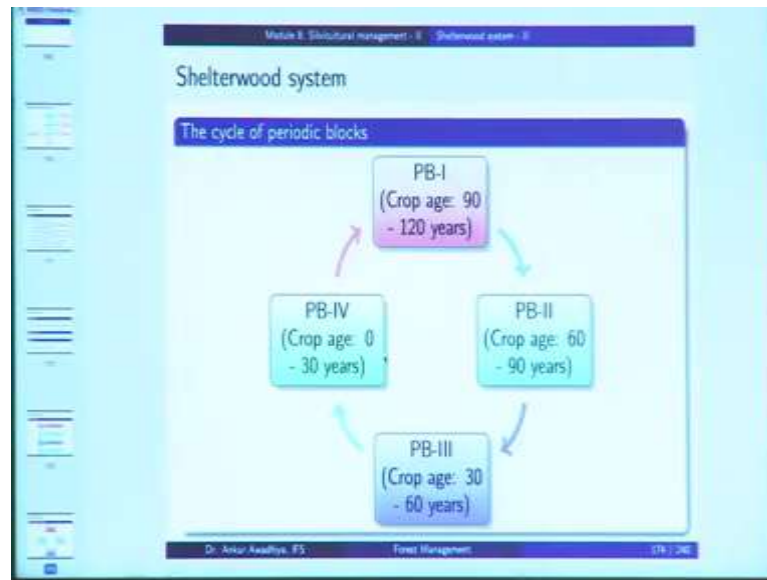 Module 8: Silvicultural management - II Shelterwood system - II
Shelterwood system
The cycle of periodic blocks
PB-I
(Crop age: 90
- 120 years)
PB-IV
(Crop age: 0
- 30 years)
PB-II
(Crop age: 60
- 90 years)
PB-III
(Crop age: 30
- 60 years)
Dr. Ankur Awadhiya, IFS Forest Management 174 / 240